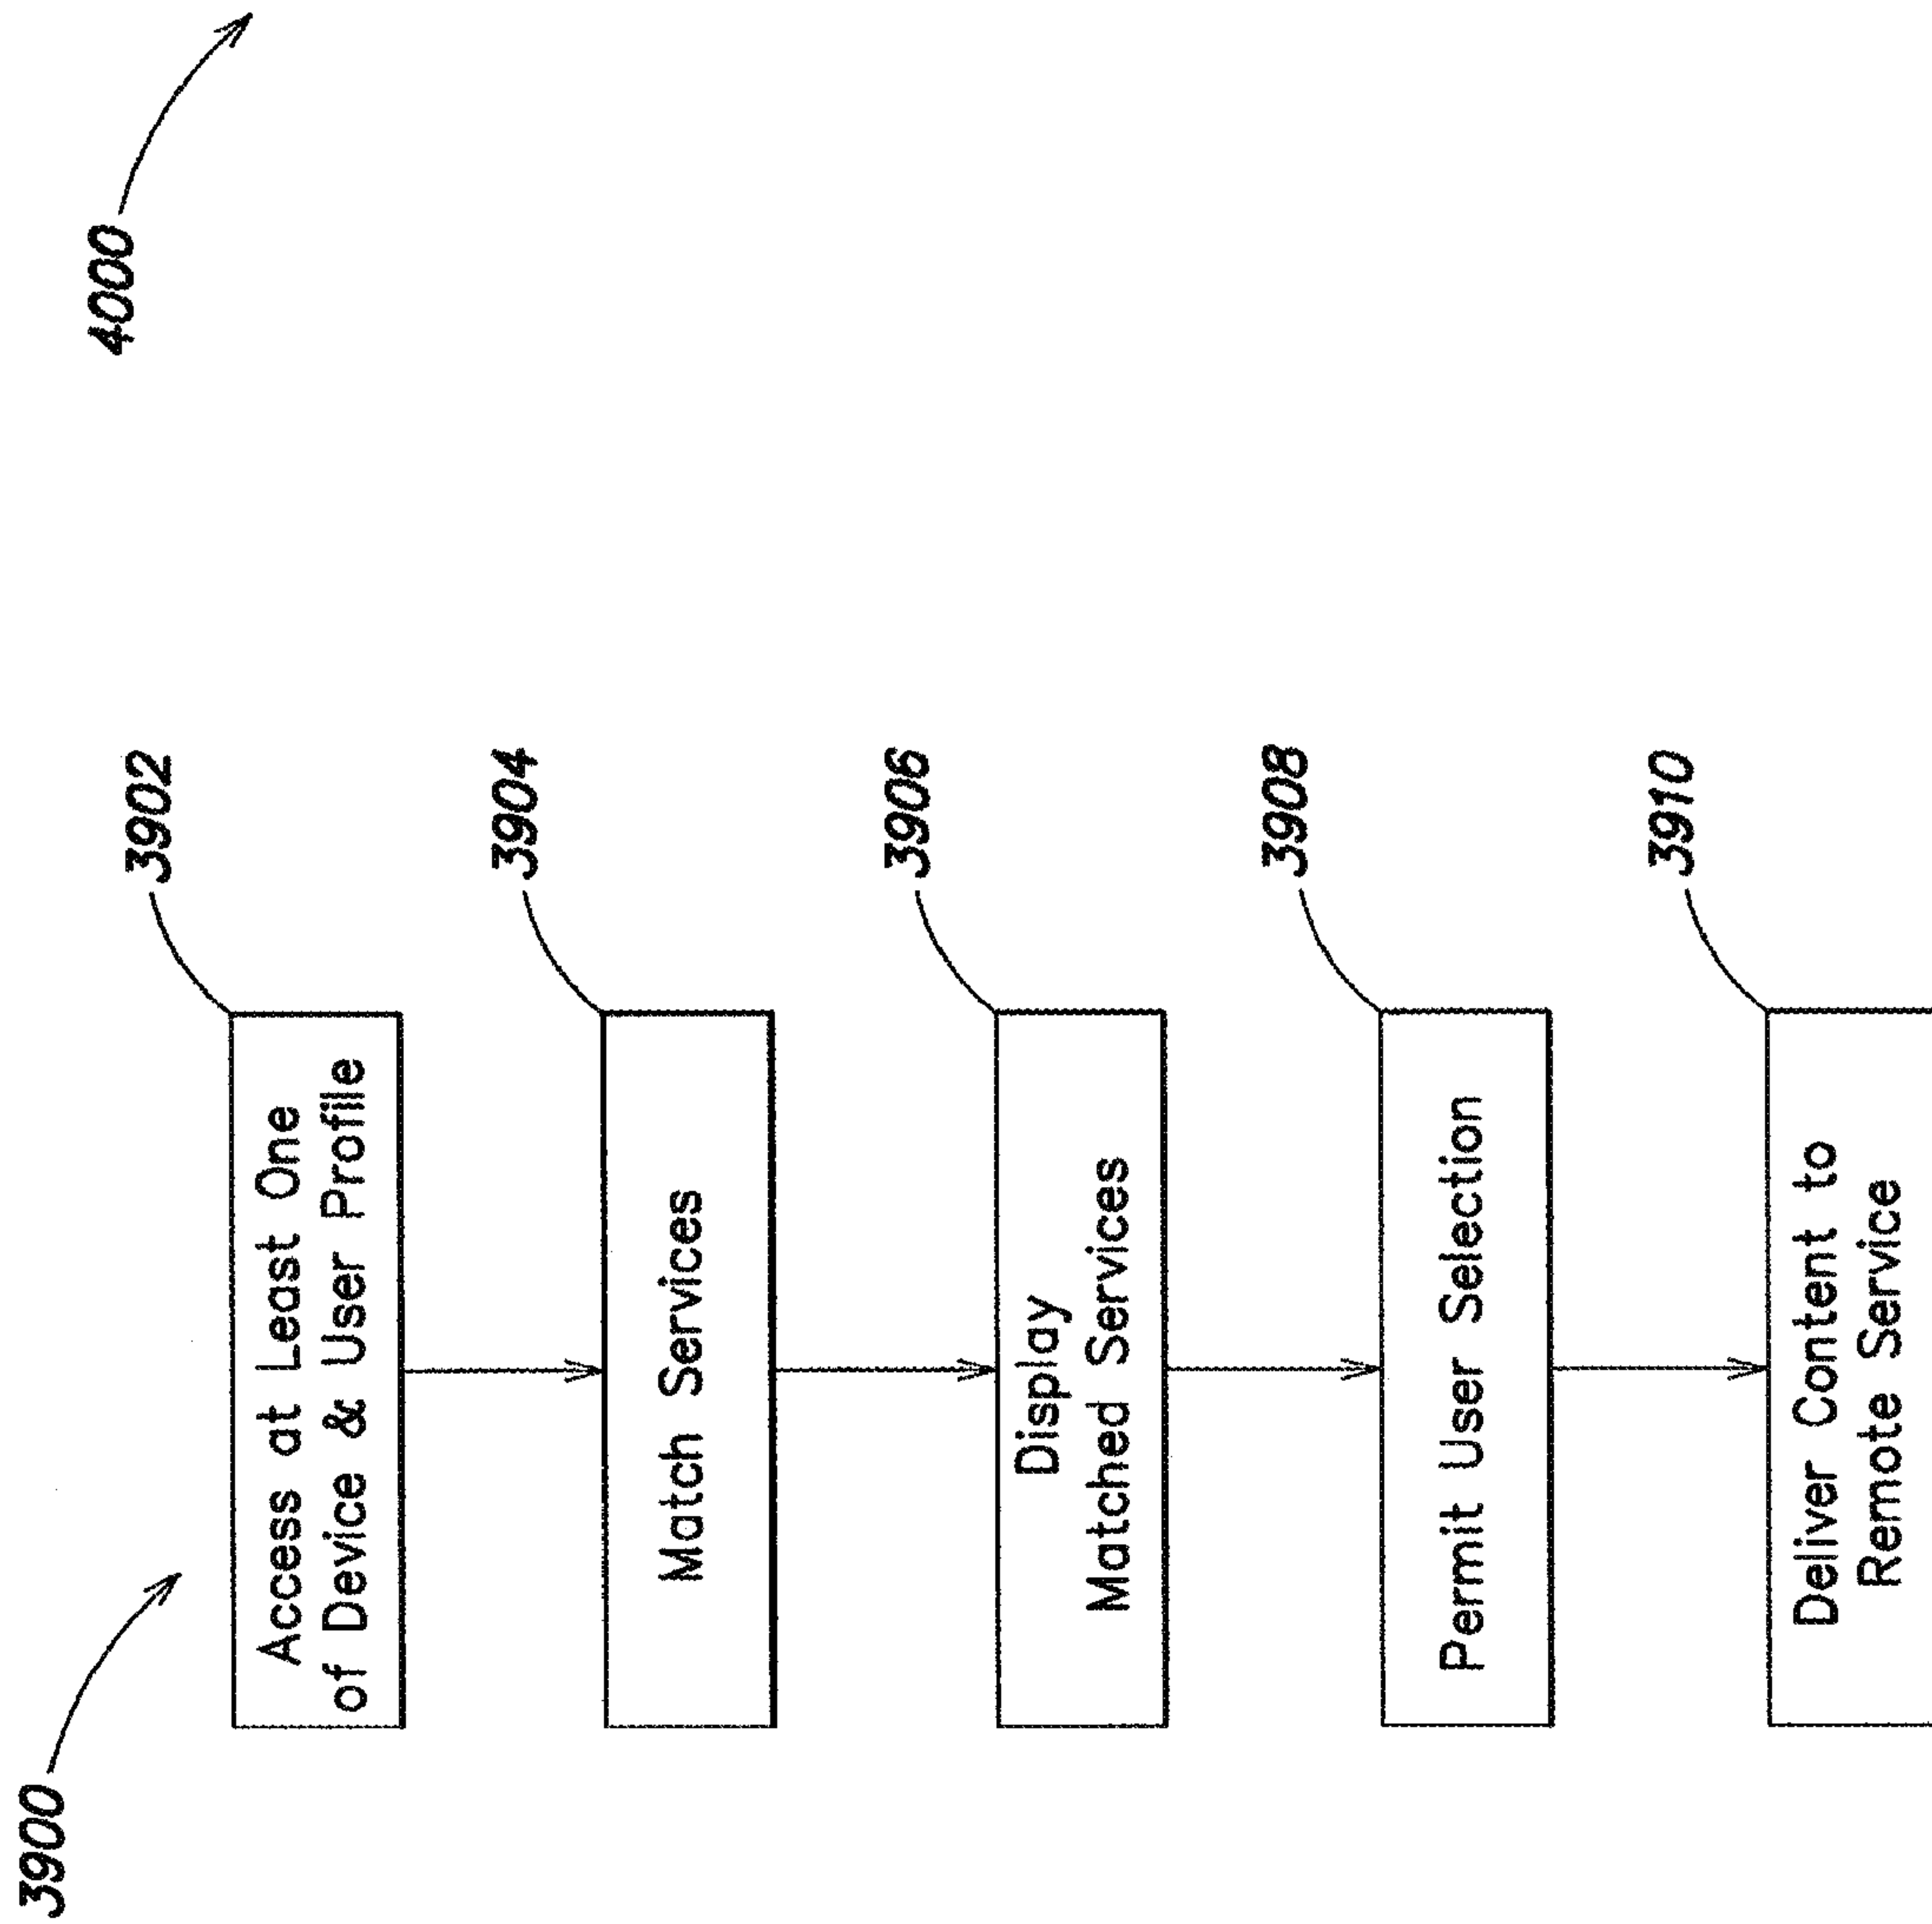 3900
4000
3902
Access at Least One
of Device & User Profile
3904
Match Services
3906
Display
Matched Services
3908
Permit User Selection
3910
Deliver Content to
Remote Service